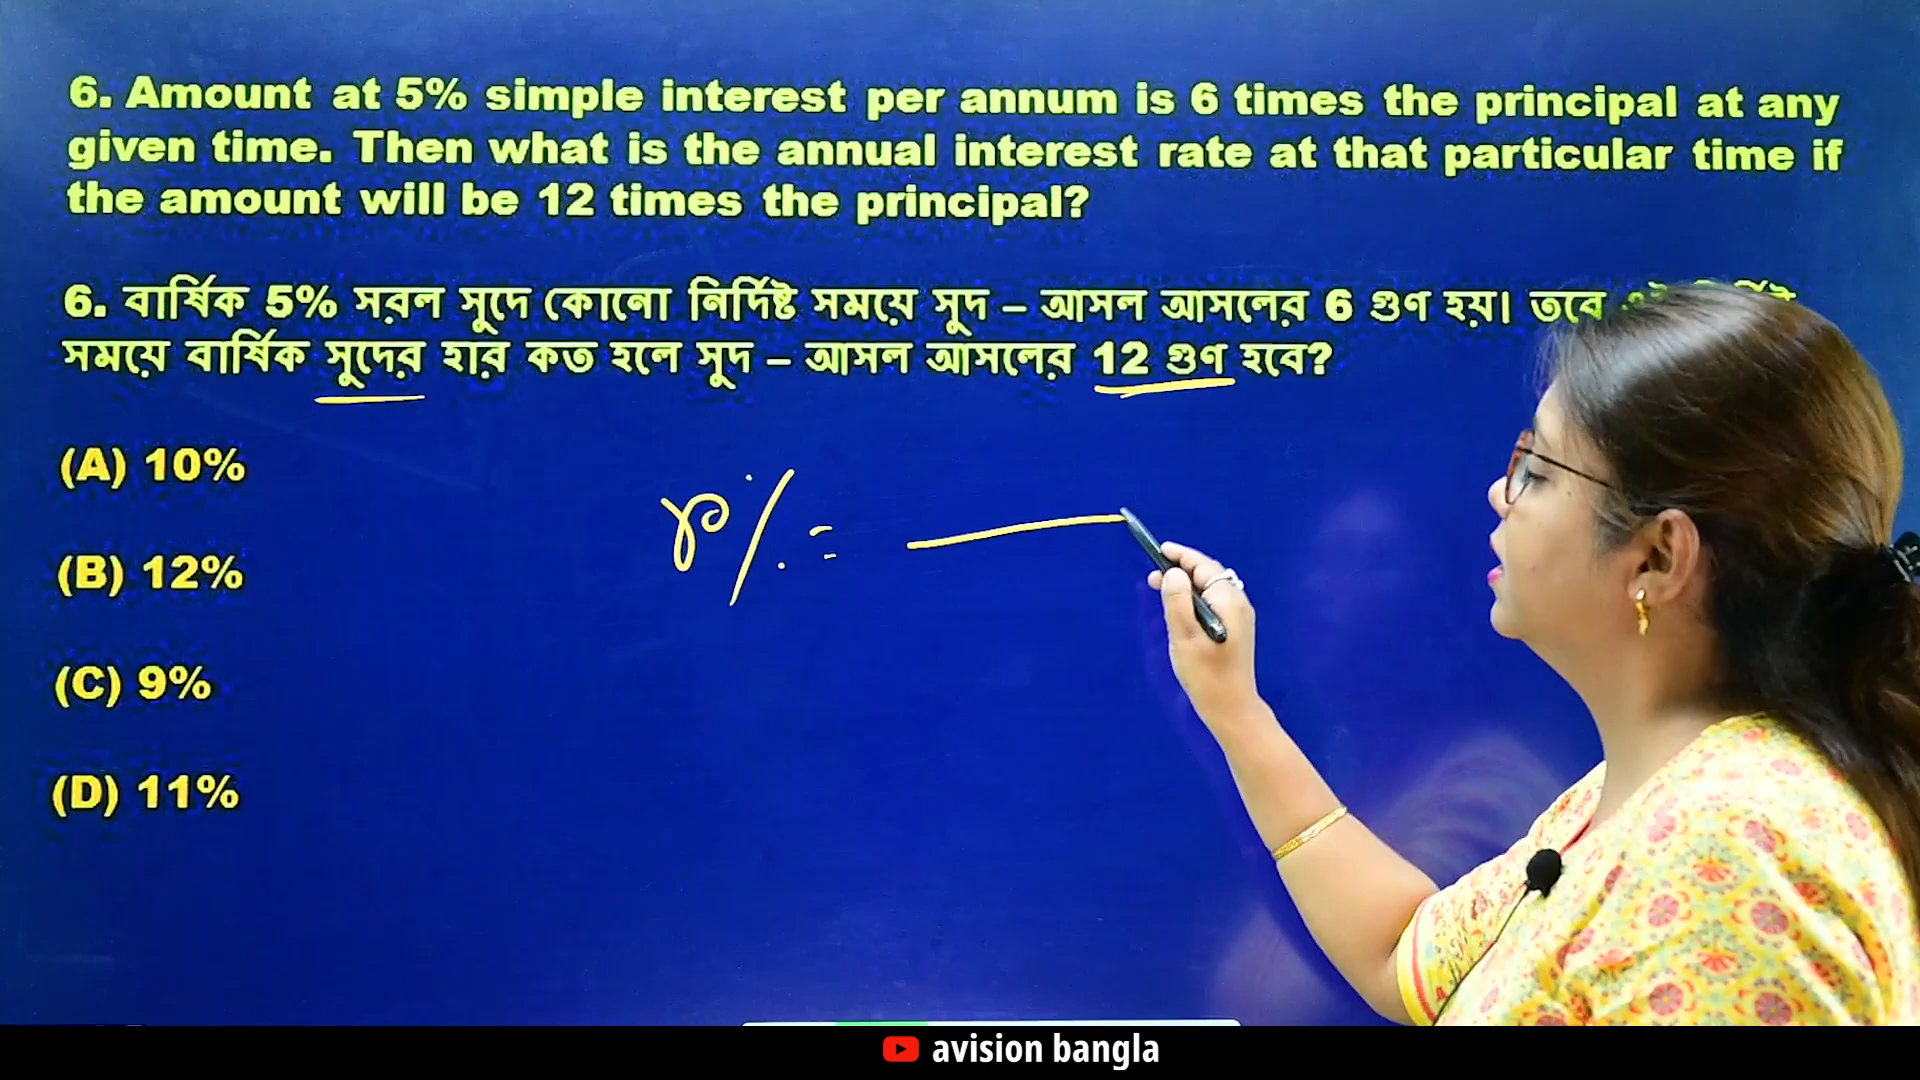 6. Amount at 5% simple interest per annum is 6 times the principal at any
given time. Then what is the annual interest rate at that particular time if
the amount will be 12 times the principal?
6. বার্ষিক 5% সরল সুদে কোনো নির্দিষ্ট সময়ে সুদ – আসল আসলের 6 গুণ হয়। তবে
সময়ে বার্ষিক সুদের হার কত হলে সুদ – আসল আসলের 12 গুণ হবে?
(A) 10%
r % =
(B) 12%
(C) 9%
(D) 11%
avision bangla